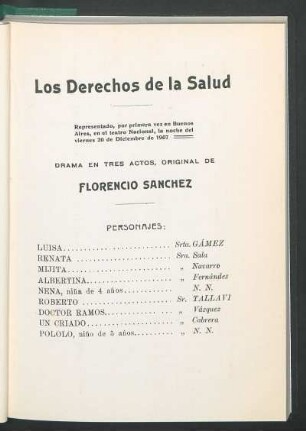 Los Derechos de la Salud
Representado, por primera vez en Buenos
Aires, en el teatro Nacional, la noche del
viernes 20 de Diciembre de 1907
DRAMA EN TRES ACTOS, ORIGINAL DE
FLORENCIO SANCHEZ
PERSONAJES:
LUISA........................ Srta. GÁMEZ
RENATA ..................... Sra. Sala
MIJITA........................ „ Navarro
ALBERTINA.................. „ Fernández
NENA, niña de 4 años........ N. N.
ROBERTO .................... Sr. TALLAVI
DOCTOR RAMOS............. „ Vázquez
UN CRIADO.................. „ Cabrera
POLOLO, niño de 5 años...... „ N. N.